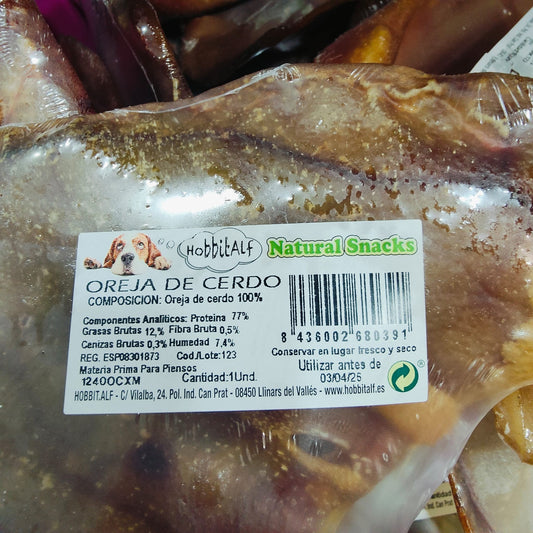 HobbitAlf Natural Snacks
OREJA DE CERDO
COMPOSICION: Oreja de cerdo 100%
Componentes Analiticos: Proteina 77%
Grasas Brutas 12,% Fibra Bruta 0,5%
Cenizas Brutas 0,3% Humedad 7,4%
REG. ESP08301873 Cod./Lote:123
Materia Prima Para Piensos
12400CXM Cantidad:1Und.
8 436002 680391
Conservar en lugar fresco y seco
Utilizar antes de
03/04/25
HOBBIT.ALF - C/ Vilalba, 24. Pol. Ind. Can Prat - 08450 Llinars del Vallés - www.hobbitalf.es